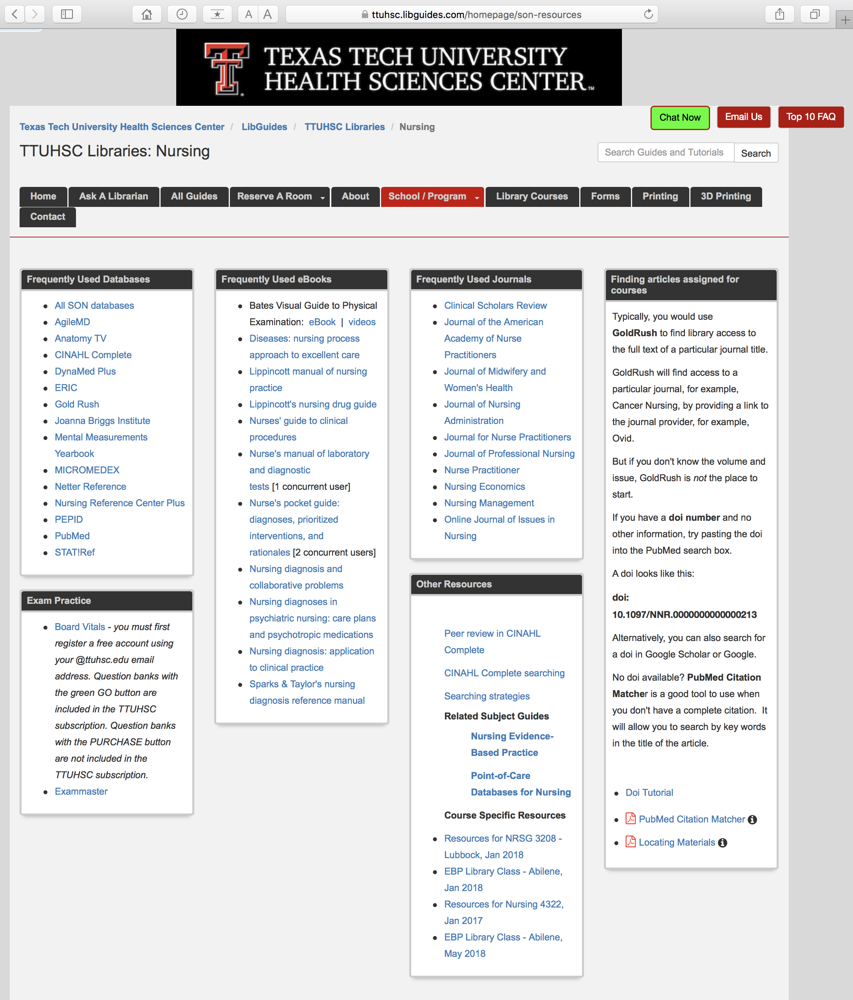 A A
ttuhsc.libguides.com/homepage/son-resources
TEXAS TECH UNIVERSITY
HEALTH SCIENCES CENTER™
Chat Now
Email Us
Top 10 FAQ
Texas Tech University Health Sciences Center / LibGuides / TTUHSC Libraries / Nursing
TTUHSC Libraries: Nursing
Search Guides and Tutorials Search
Home Ask A Librarian All Guides Reserve A Room About School / Program Library Courses Forms Printing 3D Printing
Contact
Frequently Used Databases
• All SON databases
• AgileMD
• Anatomy TV
• CINAHL Complete
• DynaMed Plus
• ERIC
• Gold Rush
• Joanna Briggs Institute
• Mental Measurements
Yearbook
• MICROMEDEX
• Netter Reference
• Nursing Reference Center Plus
• PEPID
• PubMed
• STAT!Ref
Exam Practice
• Board Vitals - you must first
register a free account using
your @ttuhsc.edu email
address. Question banks with
the green GO button are
included in the TTUHSC
subscription. Question banks
with the PURCHASE button
are not included in the
TTUHSC subscription.
• Exammaster
Frequently Used eBooks
• Bates Visual Guide to Physical
Examination: eBook | videos
• Diseases: nursing process
approach to excellent care
• Lippincott manual of nursing
practice
• Lippincott's nursing drug guide
• Nurses' guide to clinical
procedures
• Nurse's manual of laboratory
and diagnostic
tests [1 concurrent user]
• Nurse's pocket guide:
diagnoses, prioritized
interventions, and
rationales [2 concurrent users]
• Nursing diagnosis and
collaborative problems
• Nursing diagnoses in
psychiatric nursing: care plans
and psychotropic medications
• Nursing diagnosis: application
to clinical practice
• Sparks & Taylor's nursing
diagnosis reference manual
Frequently Used Journals
• Clinical Scholars Review
• Journal of the American
Academy of Nurse
Practitioners
• Journal of Midwifery and
Women's Health
• Journal of Nursing
Administration
• Journal for Nurse Practitioners
• Journal of Professional Nursing
• Nurse Practitioner
• Nursing Economics
• Nursing Management
• Online Journal of Issues in
Nursing
Other Resources
Peer review in CINAHL
Complete
CINAHL Complete searching
Searching strategies
Related Subject Guides
Nursing Evidence-
Based Practice
Point-of-Care
Databases for Nursing
Course Specific Resources
• Resources for NRSG 3208 -
Lubbock, Jan 2018
• EBP Library Class - Abilene,
Jan 2018
• Resources for Nursing 4322,
Jan 2017
• EBP Library Class - Abilene,
May 2018
Finding articles assigned for
courses
Typically, you would use
GoldRush to find library access to
the full text of a particular journal title.
GoldRush will find access to a
particular journal, for example,
Cancer Nursing, by providing a link to
the journal provider, for example,
Ovid.
But if you don't know the volume and
issue, GoldRush is not the place to
start.
If you have a doi number and no
other information, try pasting the doi
into the PubMed search box.
A doi looks like this:
doi:
10.1097/NNR.0000000000000213
Alternatively, you can also search for
a doi in Google Scholar or Google.
No doi available? PubMed Citation
Matcher is a good tool to use when
you don't have a complete citation. It
will allow you to search by key words
in the title of the article.
• Doi Tutorial
• PubMed Citation Matcher
• Locating Materials